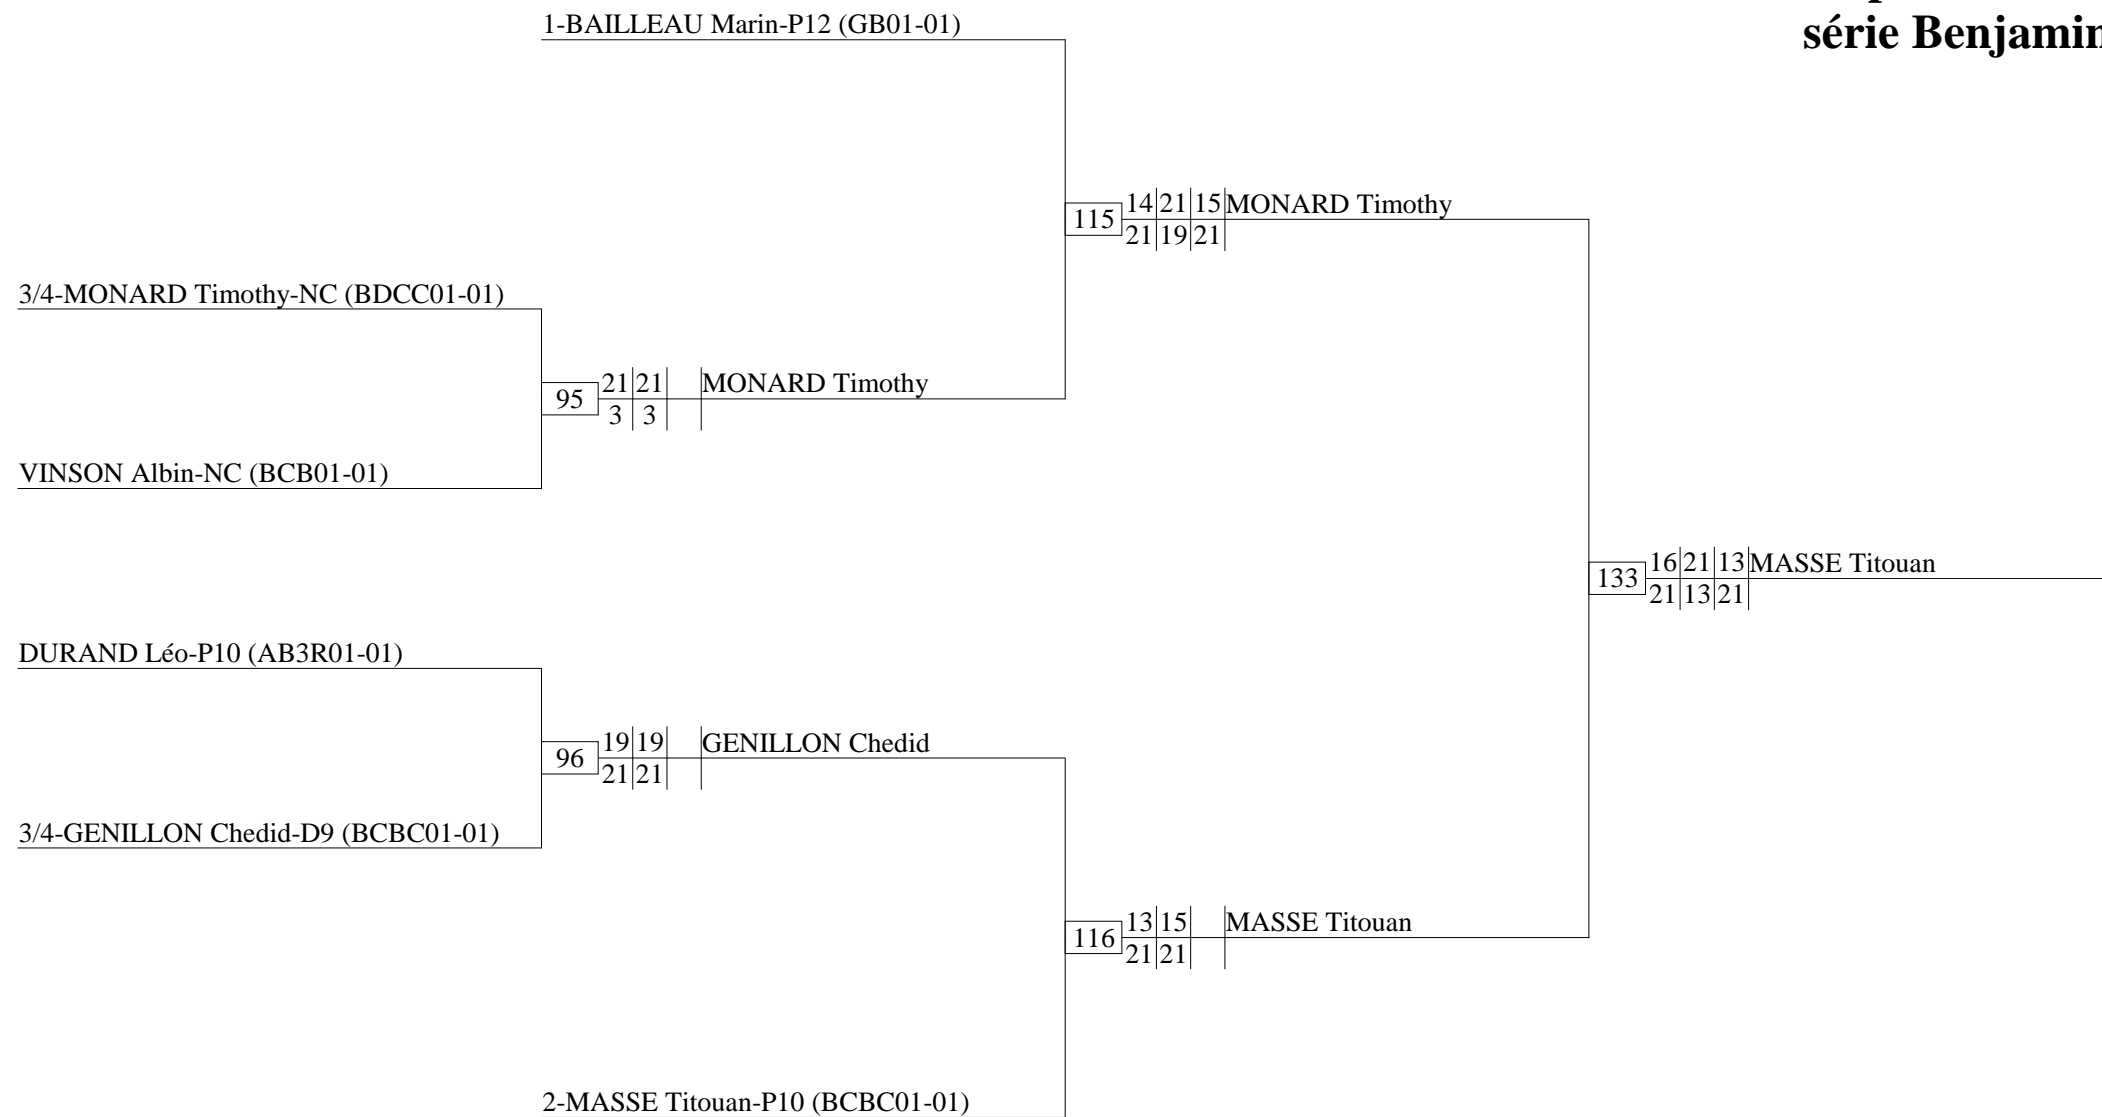 série Benjamin
1-BAILLEAU Marin-P12 (GB01-01)
115 14 21 15 MONARD Timothy
21 19 21
3/4-MONARD Timothy-NC (BDCC01-01)
95 21 21 MONARD Timothy
3 3
VINSON Albin-NC (BCB01-01)
133 16 21 13 MASSE Titouan
21 13 21
DURAND Léo-P10 (AB3R01-01)
96 19 19 GENILLON Chedid
21 21
3/4-GENILLON Chedid-D9 (BCBC01-01)
116 13 15 MASSE Titouan
21 21
2-MASSE Titouan-P10 (BCBC01-01)